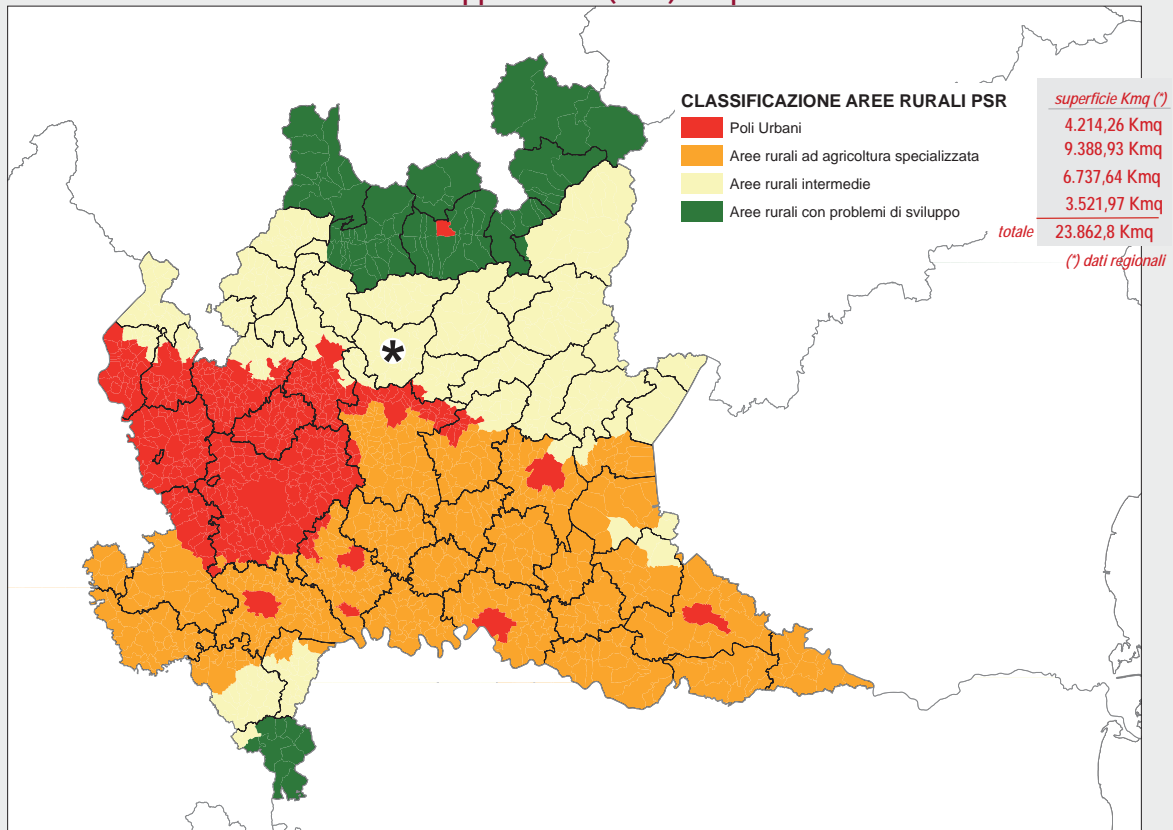 CLASSIFICAZIONE AREE RURALI PSR
superficie Kmq (*)
Poli Urbani
4.214,26 Kmq
Aree rurali ad agricoltura specializzata
9.388,93 Kmq
Aree rurali intermedie
6.737,64 Kmq
Aree rurali con problemi di sviluppo
3.521,97 Kmq
totale 23.862,8 Kmq
(*) dati regionali
*